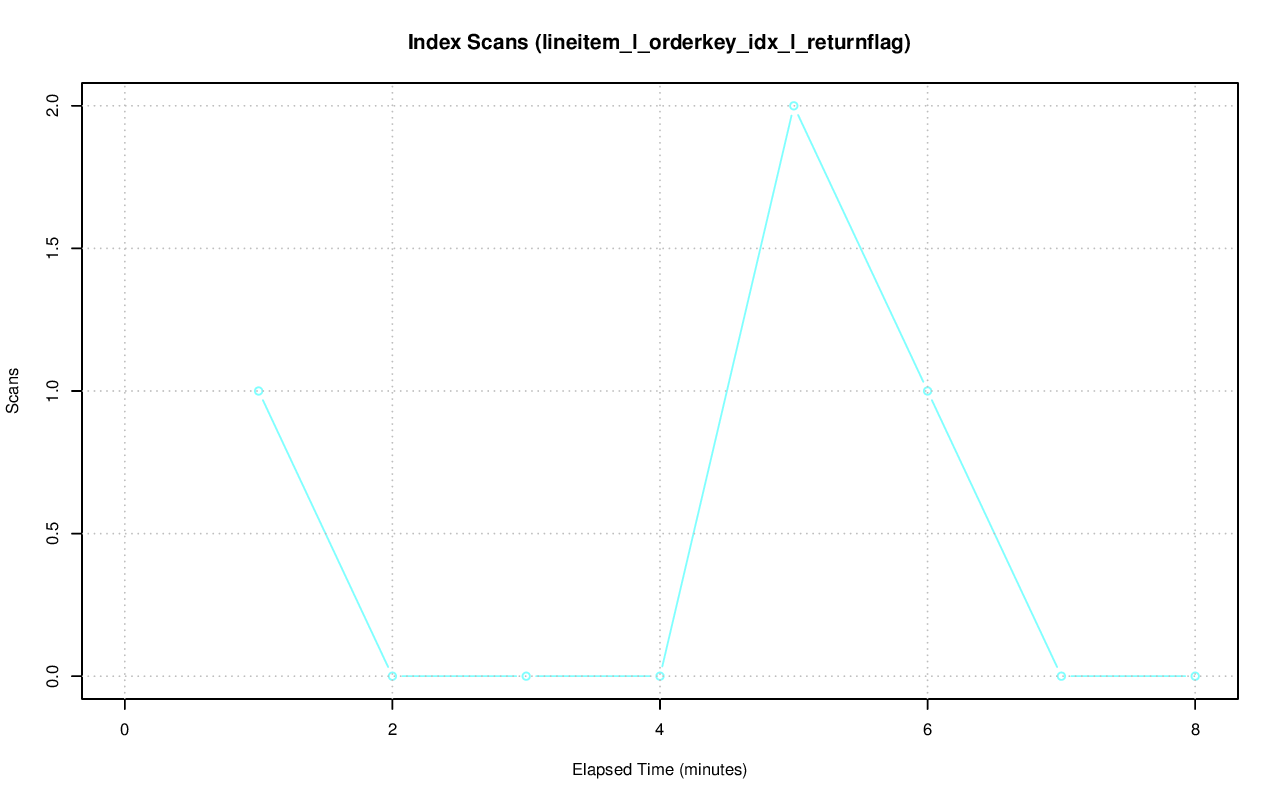 Index Scans (lineitem_l_orderkey_idx_l_returnflag)
2.0
1.5
1.0
0.5
0.0
Scans
0 2 4 6 8
Elapsed Time (minutes)